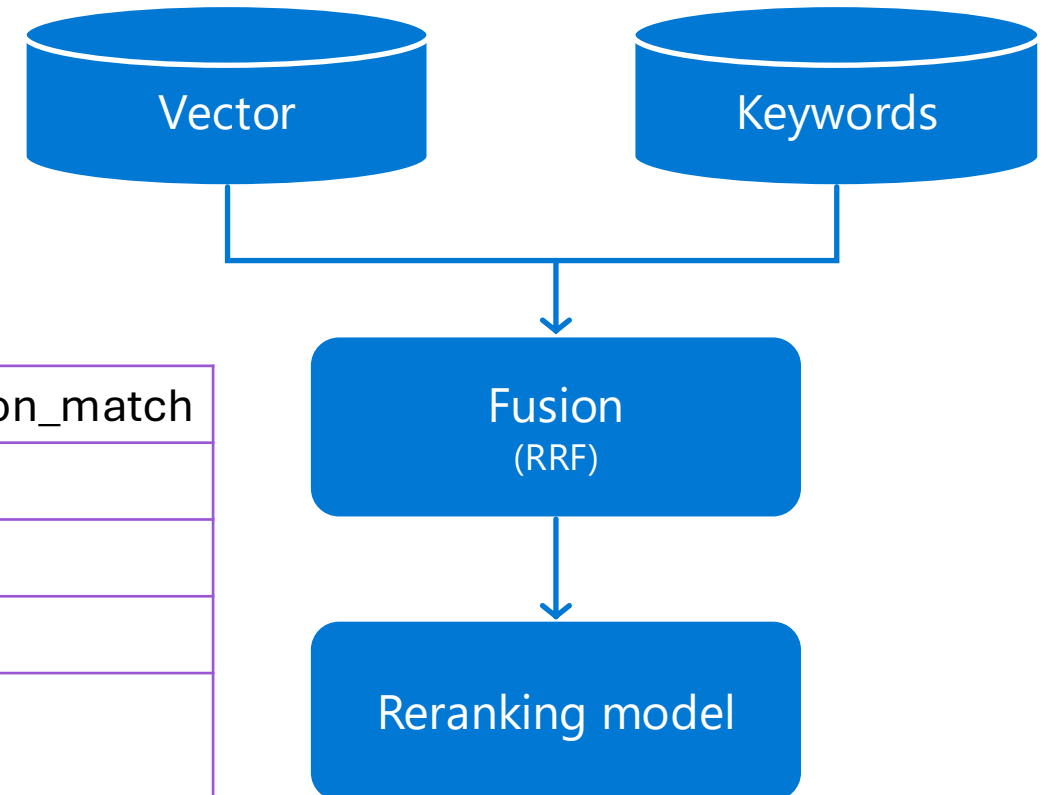 Vector
Keywords
on_match
Fusion
(RRF)
Reranking model